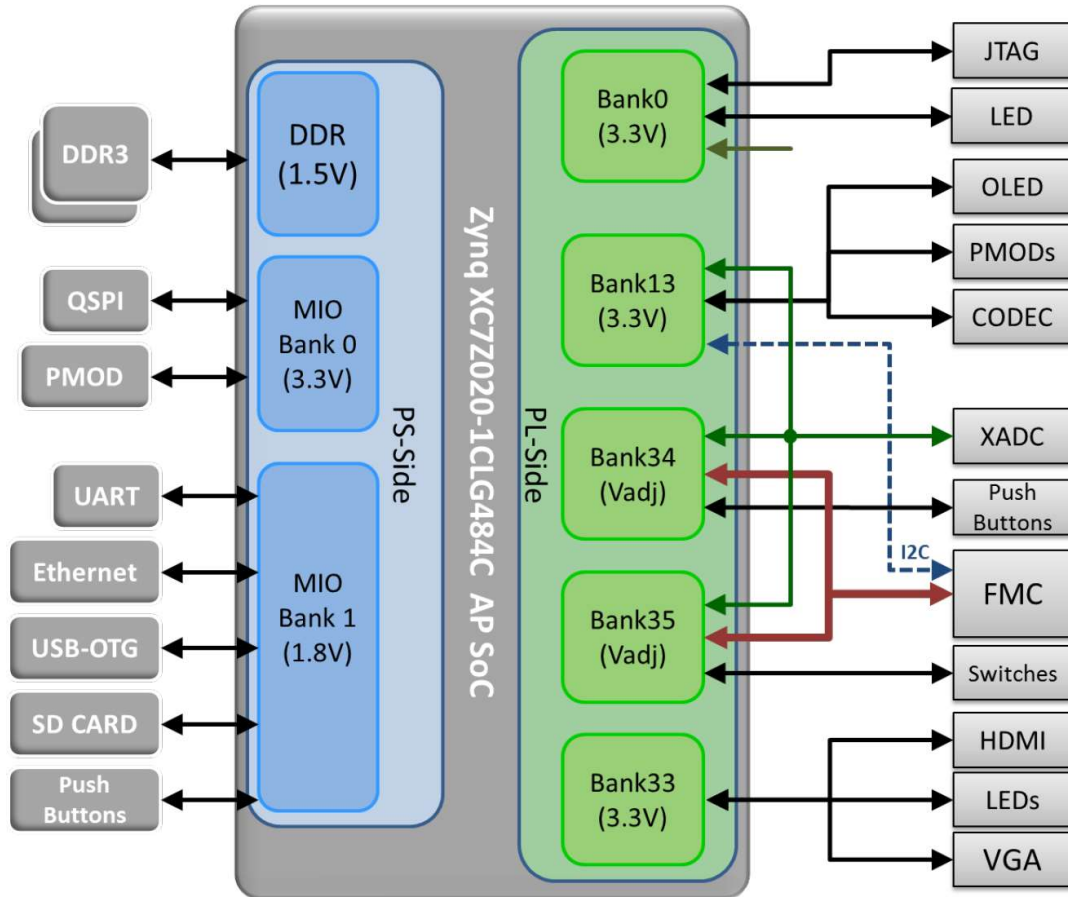 DDR3
QSPI
PMOD
UART
Ethernet
USB-OTG
SD CARD
Push
Buttons
DDR
(1.5V)
MIO
Bank 0
(3.3V)
MIO
Bank 1
(1.8V)
PS-Side
Zynq XC7Z020-1CLG484C AP SoC
PL-Side
Bank0
(3.3V)
Bank13
(3.3V)
Bank34
(Vadj)
Bank35
(Vadj)
Bank33
(3.3V)
I2C
JTAG
LED
OLED
PMODs
CODEC
XADC
Push
Buttons
FMC
Switches
HDMI
LEDs
VGA